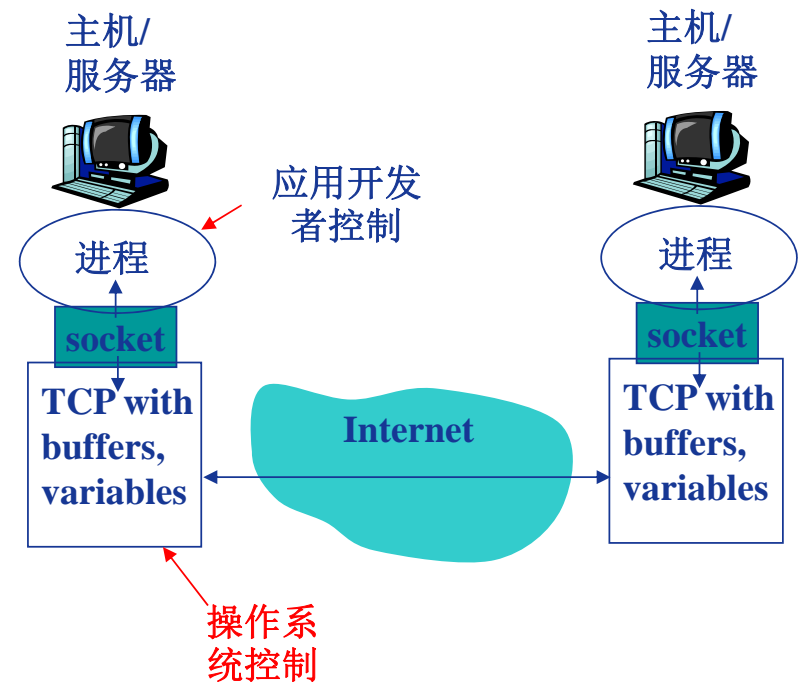 主机/
服务器
主机/
服务器
应用开发
者控制
进程
进程
socket
socket
TCP with
buffers,
variables
Internet
TCP with
buffers,
variables
操作系
统控制